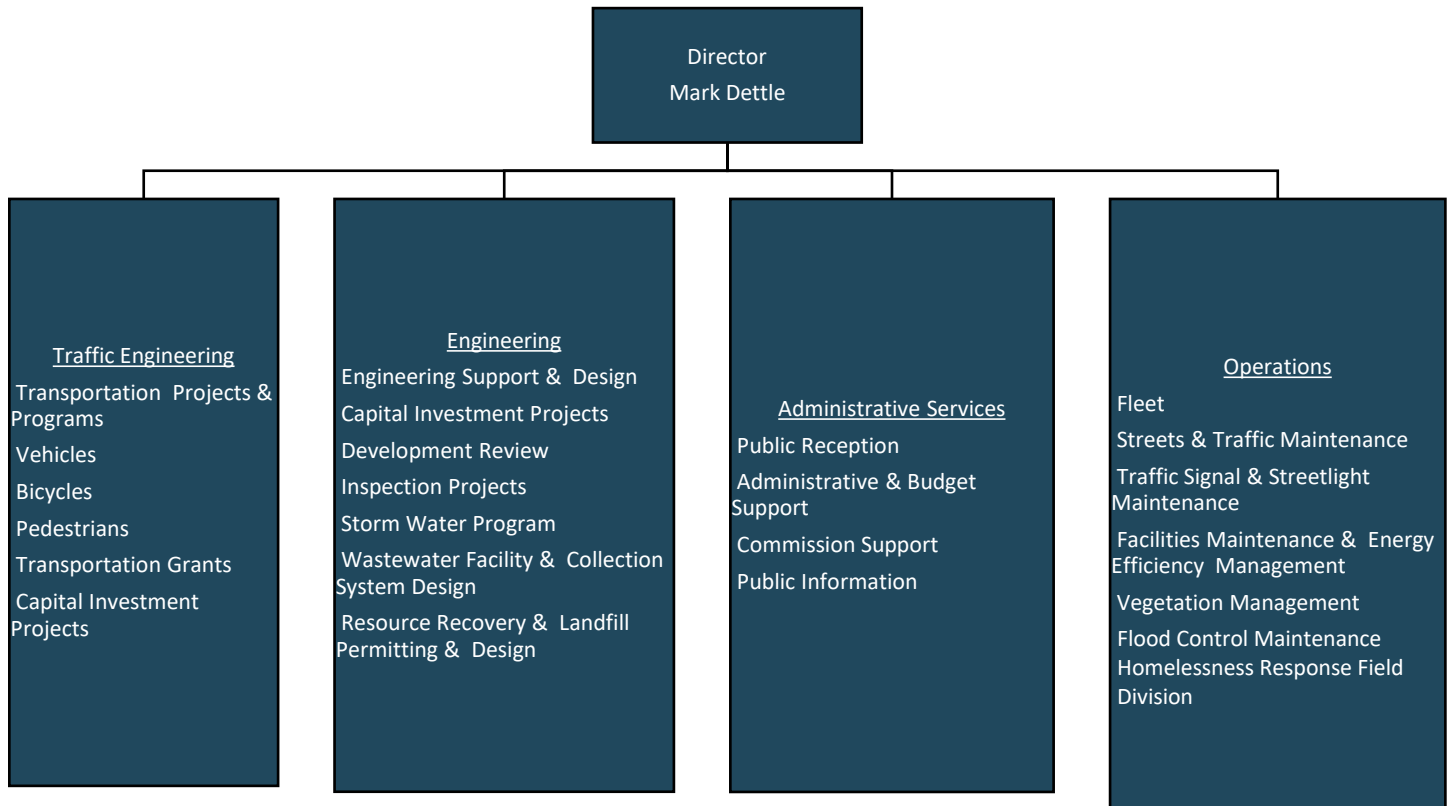 Director
Mark Dettle
Traffic Engineering
Transportation Projects &
Programs
Vehicles
Bicycles
Pedestrians
Transportation Grants
Capital Investment
Projects
Engineering
Engineering Support & Design
Capital Investment Projects
Development Review
Inspection Projects
Storm Water Program
Wastewater Facility & Collection
System Design
Resource Recovery & Landfill
Permitting & Design
Administrative Services
Public Reception
Administrative & Budget
Support
Commission Support
Public Information
Operations
Fleet
Streets & Traffic Maintenance
Traffic Signal & Streetlight
Maintenance
Facilities Maintenance & Energy
Efficiency Management
Vegetation Management
Flood Control Maintenance
Homelessness Response Field
Division